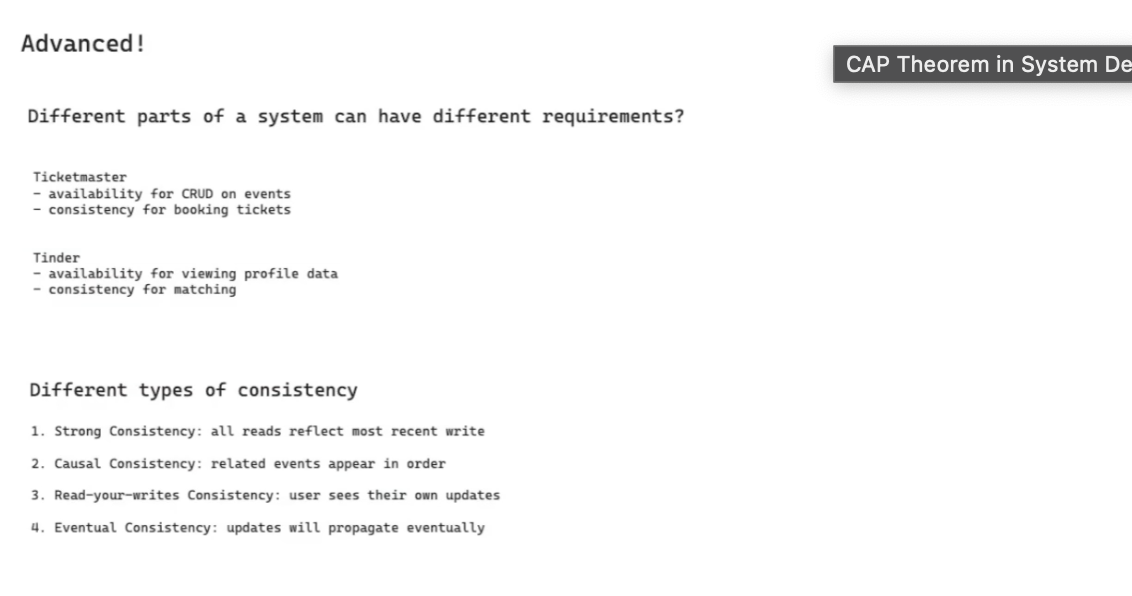 Advanced!
CAP Theorem in System De
Different parts of a system can have different requirements?
Ticketmaster
- availability for CRUD on events
- consistency for booking tickets
Tinder
- availability for viewing profile data
- consistency for matching
Different types of consistency
1. Strong Consistency: all reads reflect most recent write
2. Causal Consistency: related events appear in order
3. Read-your-writes Consistency: user sees their own updates
4. Eventual Consistency: updates will propagate eventually